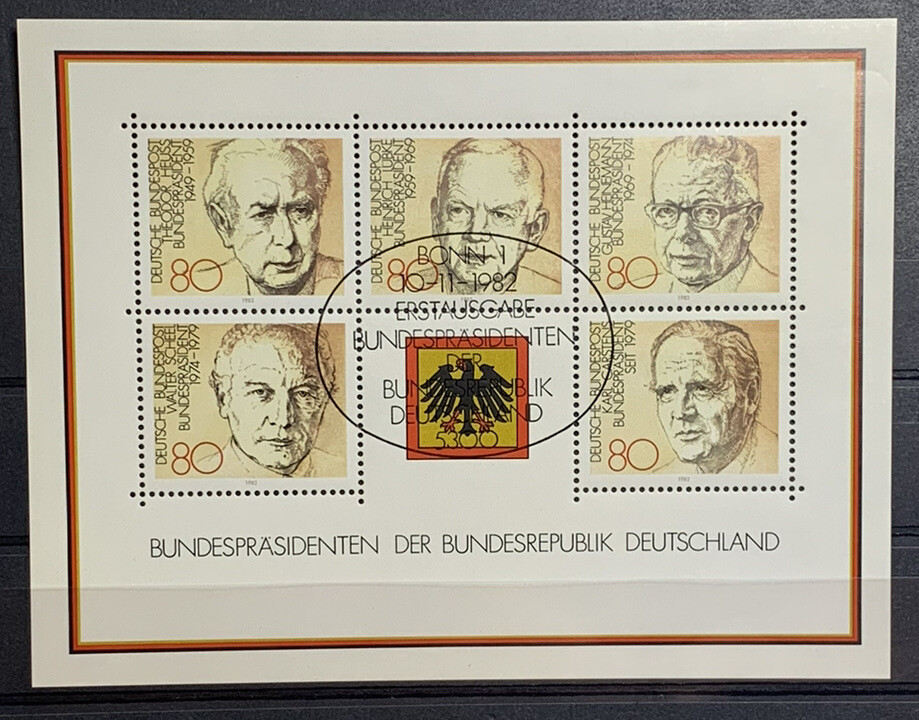 DEUTSCHE BUNDESPOST
THEODOR HEUSS
BUNDESPRÄSIDENT
1949–1959
80
1982
DEUTSCHE BUNDESPOST
HEINRICH LÜBKE
BUNDESPRÄSIDENT
1959–1969
80
DEUTSCHE BUNDESPOST
GUSTAV HEINEMANN
BUNDESPRÄSIDENT
1969–1974
80
1982
BONN 1
10–11–1982
ERSTAUSGABE
BUNDESPRÄSIDENTEN
DER
BUNDESREPUBLIK
DEUTSCHLAND
5300
DEUTSCHE BUNDESPOST
WALTER SCHEEL
BUNDESPRÄSIDENT
1974–1979
80
1982
DEUTSCHE BUNDESPOST
KARL CARSTENS
BUNDESPRÄSIDENT
SEIT 1979
80
1982
BUNDESPRÄSIDENTEN DER BUNDESREPUBLIK DEUTSCHLAND